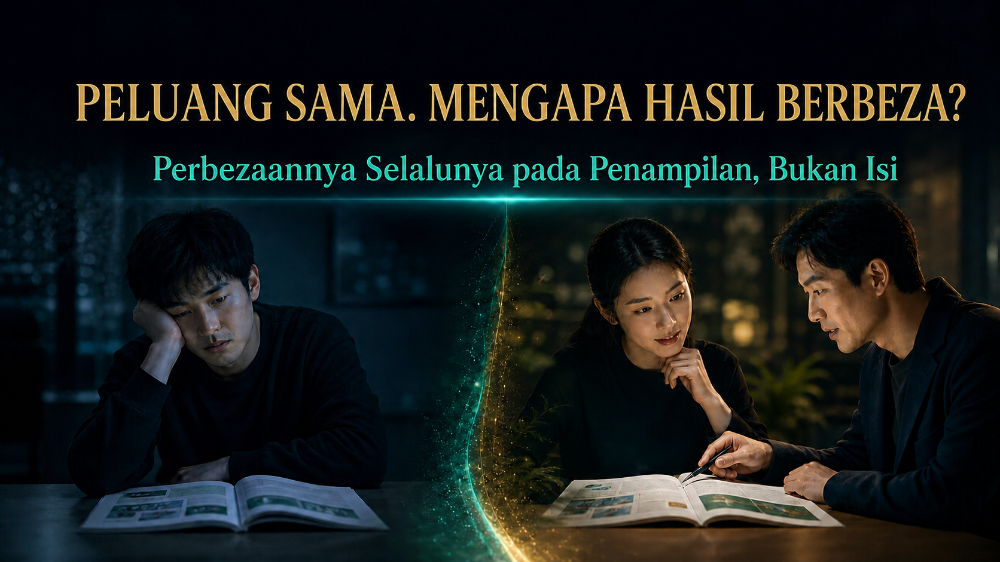 PELUANG SAMA. MENGAPA HASIL BERBEZA?
Perbezaannya Selalunya pada Penampilan, Bukan Isi